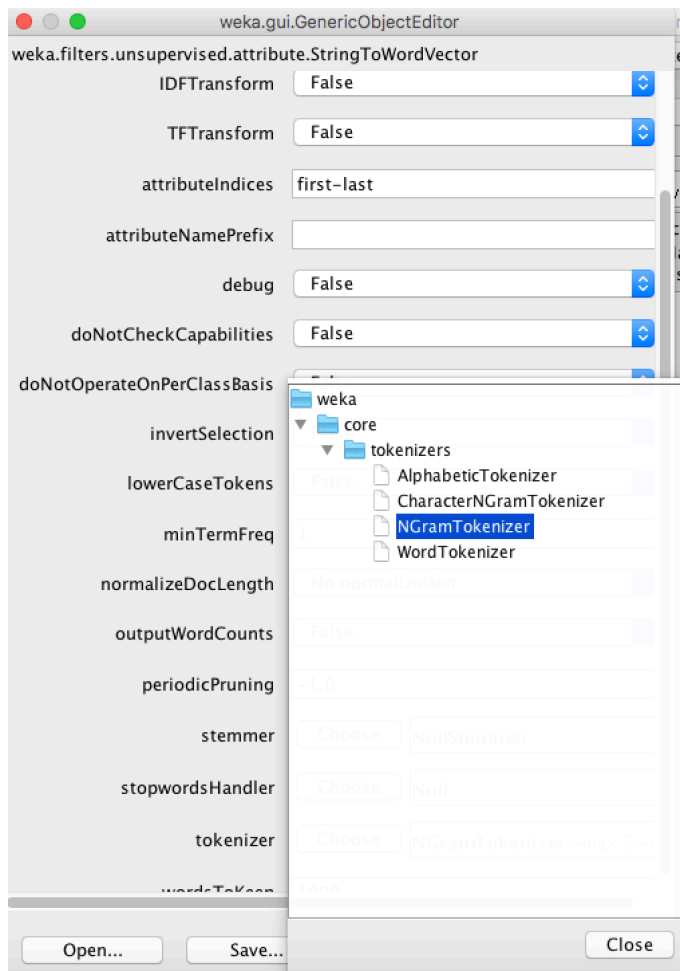 weka.gui.GenericObjectEditor
weka.filters.unsupervised.attribute.StringToWordVector
IDFTransform False
TFTransform False
attributeIndices first-last
attributeNamePrefix
debug False
doNotCheckCapabilities False
doNotOperateOnPerClassBasis
weka
invertSelection
core
tokenizers
lowerCaseTokens False
AlphabeticTokenizer
CharacterNGramTokenizer
minTermFreq 1
NGramTokenizer
WordTokenizer
normalizeDocLength No normalization
outputWordCounts False
periodicPruning -1.0
stemmer Choose NullStemmer
stopwordsHandler Choose Null
tokenizer Choose NGramTokenizer -max 3
wordsToKeep 1000
Open... Save... Close